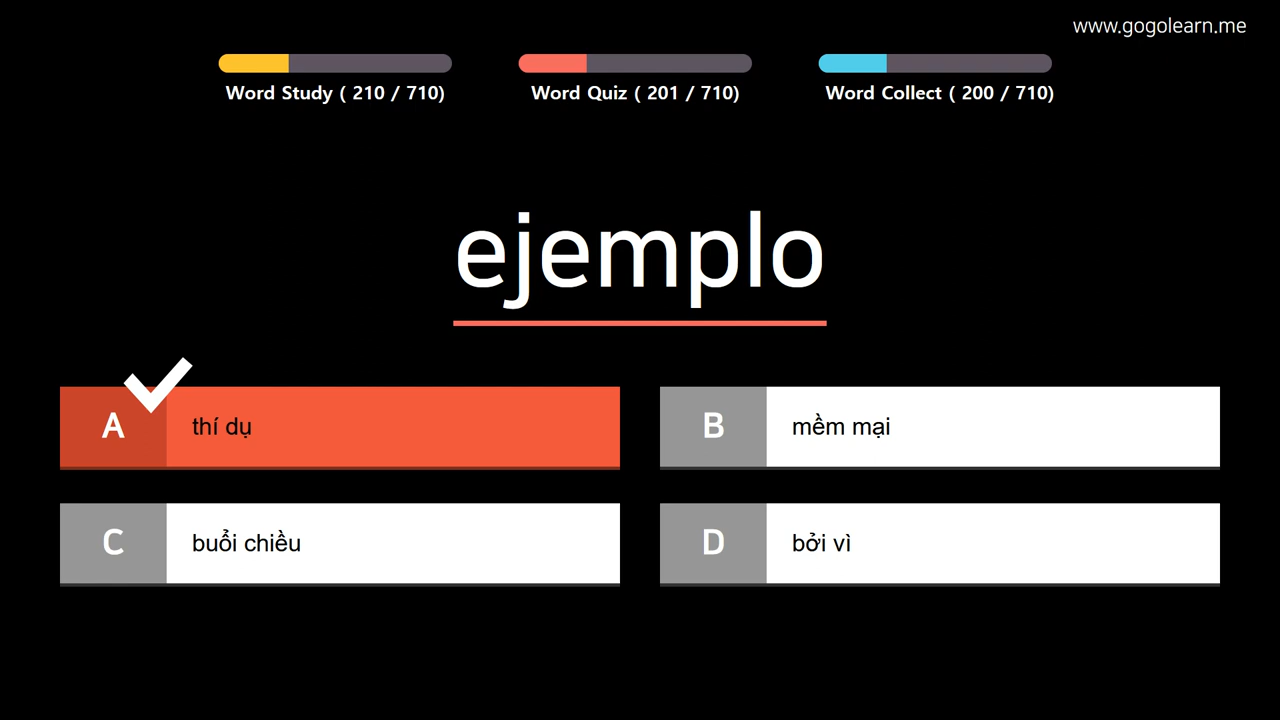 www.gogolearn.me
Word Study ( 210 / 710)
Word Quiz ( 201 / 710)
Word Collect ( 200 / 710)
ejemplo
A thí dụ
B mềm mại
C buổi chiều
D bởi vì